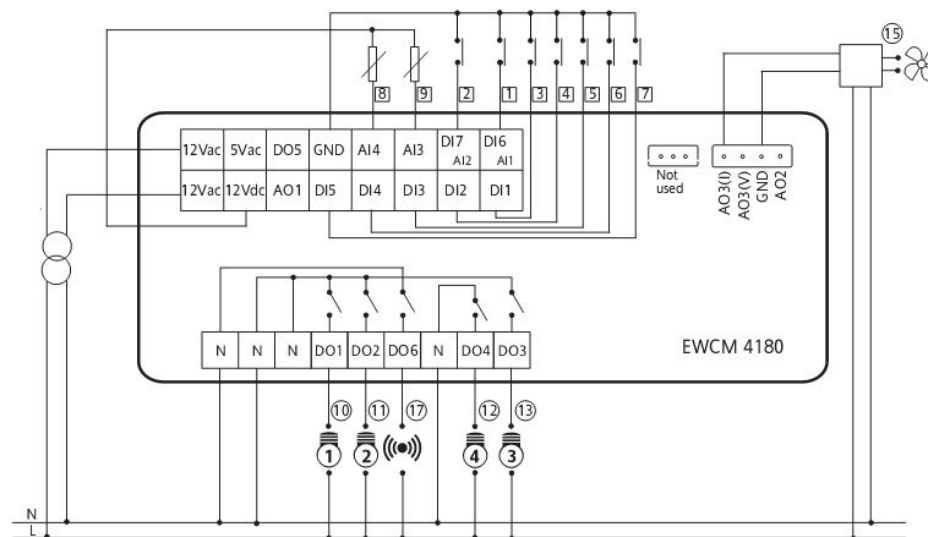 15
8 9 2 1 3 4 5 6 7
12Vac 5Vac DO5 GND AI4 AI3 DI7 AI2 DI6 AI1
12Vac 12Vdc AO1 DI5 DI4 DI3 DI2 DI1
Not
used
AO3(I)
AO3(V)
GND
AO2
N N N DO1 DO2 DO6 N DO4 DO3
EWCM 4180
10 11 17 12 13
1 2 4 3
N
L